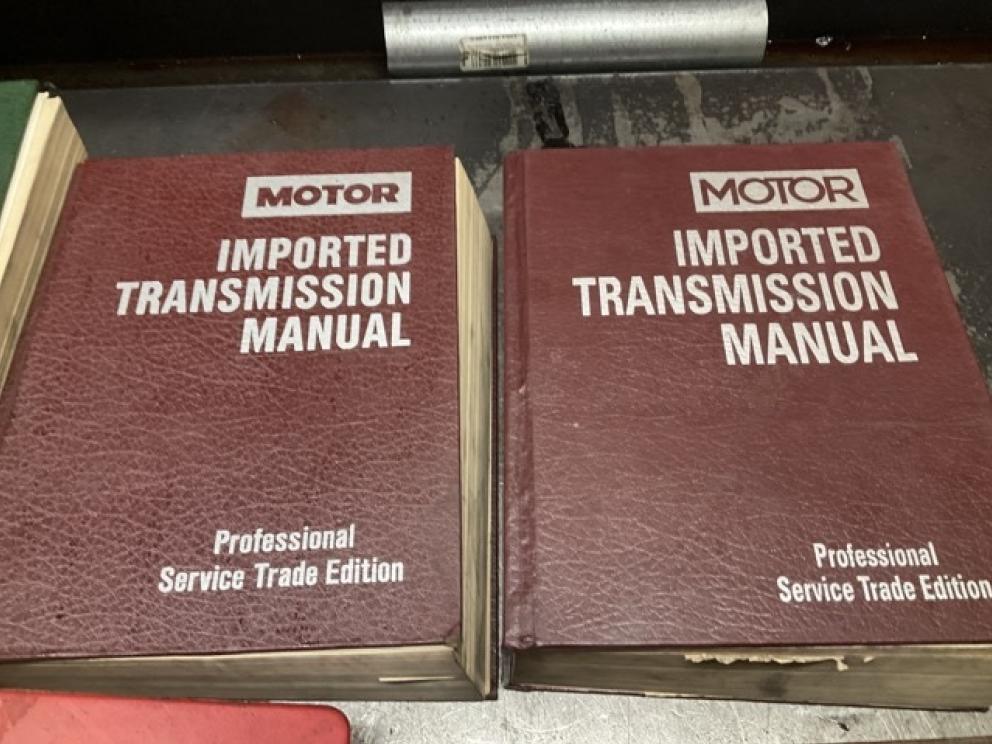 MOTOR
IMPORTED
TRANSMISSION
MANUAL
Professional
Service Trade Edition
MOTOR
IMPORTED
TRANSMISSION
MANUAL
Professional
Service Trade Edition